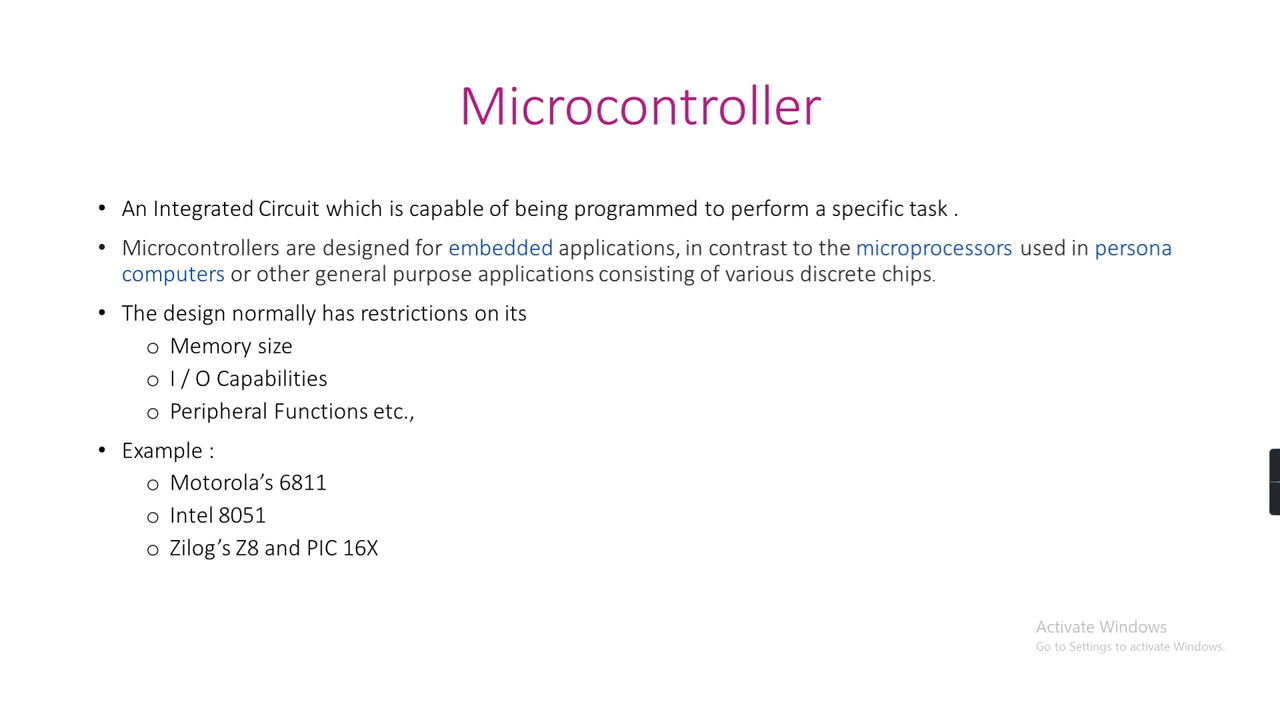 Microcontroller
• An Integrated Circuit which is capable of being programmed to perform a specific task .
• Microcontrollers are designed for embedded applications, in contrast to the microprocessors used in persona
computers or other general purpose applications consisting of various discrete chips.
• The design normally has restrictions on its
o Memory size
o I / O Capabilities
o Peripheral Functions etc.,
• Example :
o Motorola’s 6811
o Intel 8051
o Zilog’s Z8 and PIC 16X
Activate Windows
Go to Settings to activate Windows.